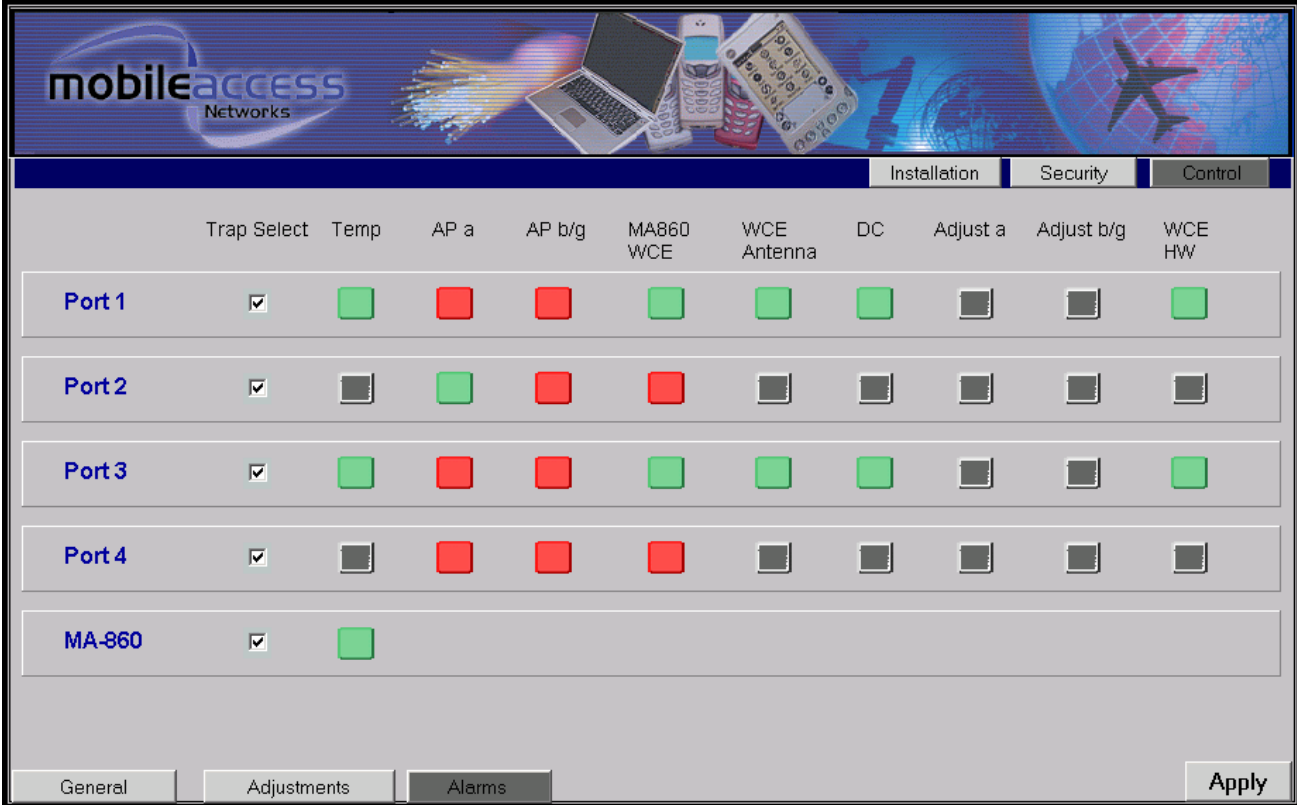 mobileaccess
Networks
Installation Security Control
Trap Select Temp AP a AP b/g MA860 WCE DC Adjust a Adjust b/g WCE
WCE Antenna HW
Port 1
Port 2
Port 3
Port 4
MA-860
General Adjustments Alarms Apply